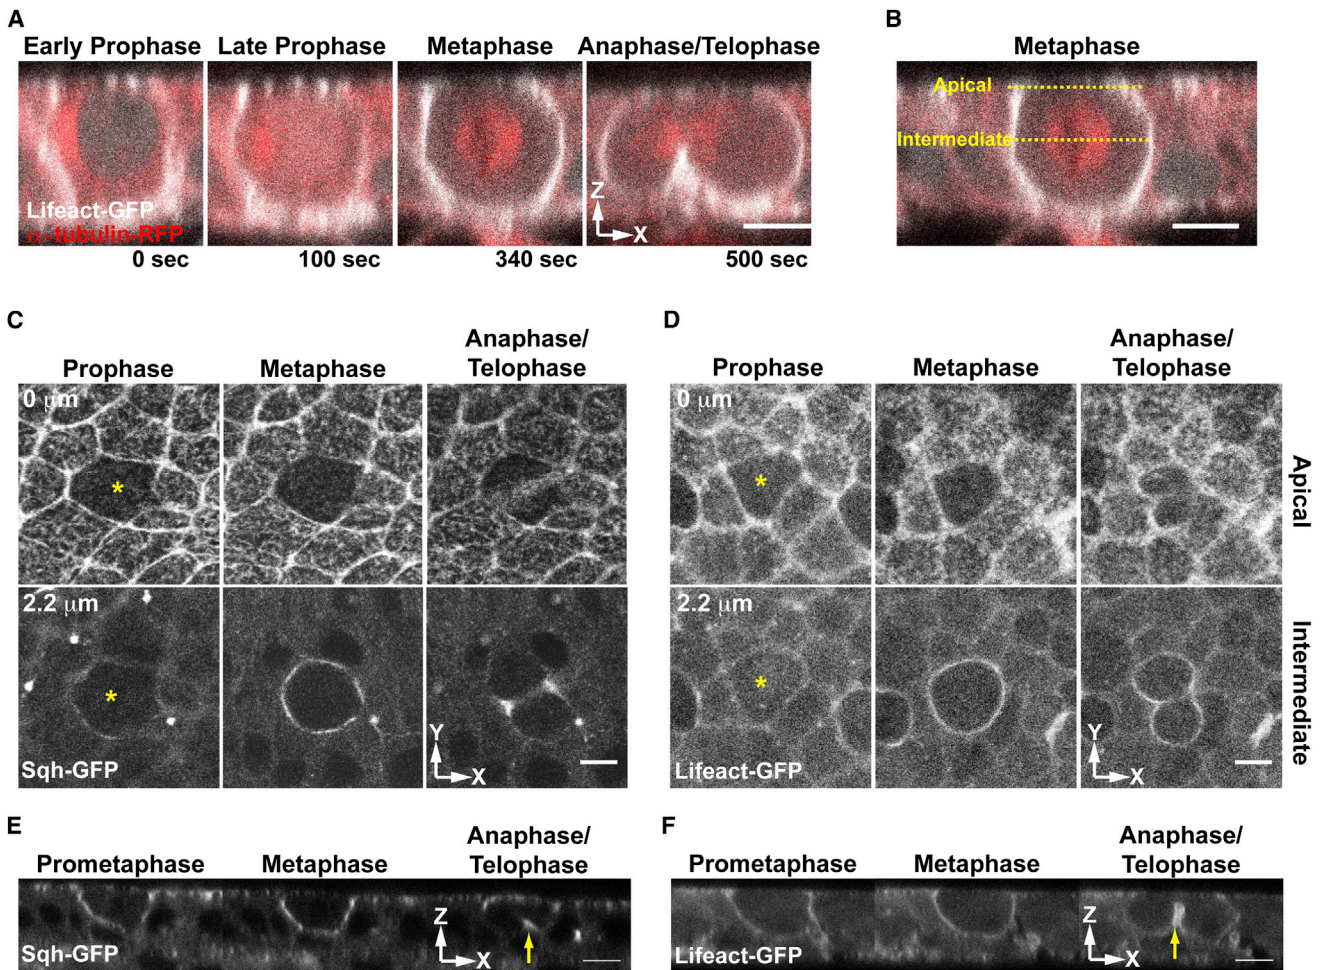 A
Early Prophase Late Prophase Metaphase Anaphase/Telophase
Lifeact-GFP
α-tubulin-RFP
Z
X
0 sec 100 sec 340 sec 500 sec
B
Metaphase
Apical
Intermediate
C
Prophase Metaphase Anaphase/
Telophase
0 μm
*
2.2 μm
*
Sqh-GFP
Y
X
D
Prophase Metaphase Anaphase/
Telophase
0 μm
*
Apical
2.2 μm
*
Lifeact-GFP
Y
X
Intermediate
E
Prometaphase Metaphase Anaphase/
Telophase
Sqh-GFP
Z
X
F
Prometaphase Metaphase Anaphase/
Telophase
Lifeact-GFP
Z
X